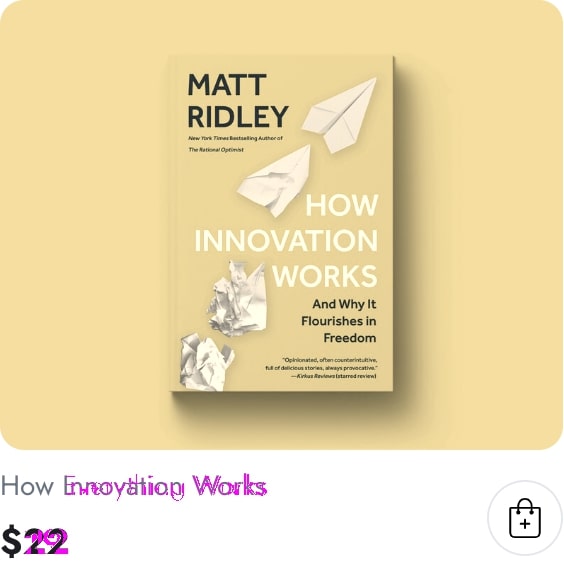 MATT
RIDLEY
New York Times Bestselling Author of
The Rational Optimist
HOW
INNOVATION
WORKS
And Why It
Flourishes in
Freedom
"Opinionated, often counterintuitive,
full of delicious stories, always provocative."
—Kirkus Reviews (starred review)
How Innovation Works